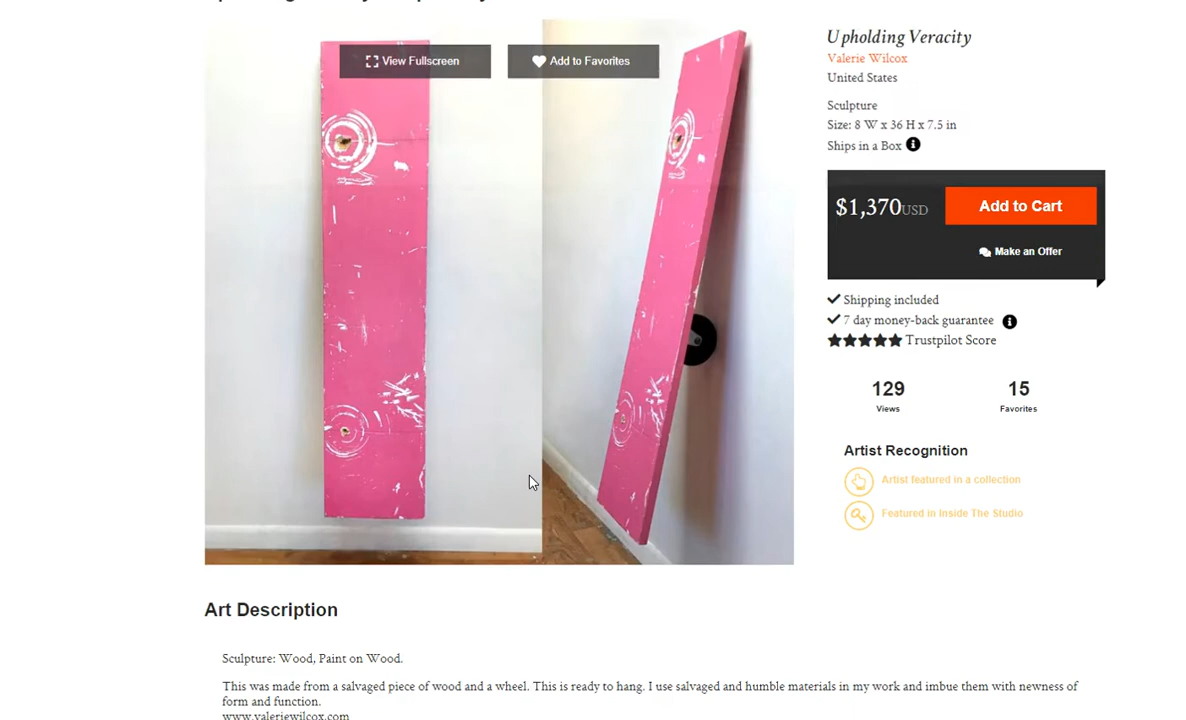 View Fullscreen
Add to Favorites
Upholding Veracity
Valerie Wilcox
United States
Sculpture
Size: 8 W x 36 H x 7.5 in
Ships in a Box
$1,370USD
Add to Cart
Make an Offer
Shipping included
7 day money-back guarantee
Trustpilot Score
129
Views
15
Favorites
Artist Recognition
Artist featured in a collection
Featured in Inside The Studio
Art Description
Sculpture: Wood, Paint on Wood.
This was made from a salvaged piece of wood and a wheel. This is ready to hang. I use salvaged and humble materials in my work and imbue them with newness of
form and function.
www.valeriewilcox.com